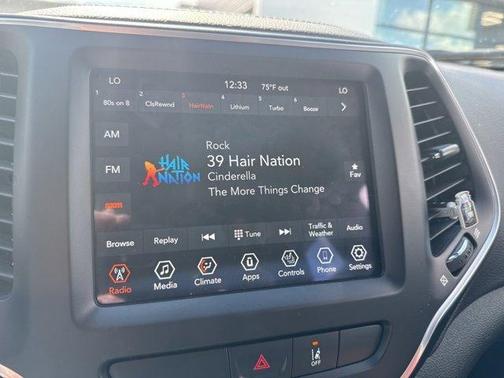 LO 12:33 75°F out LO
1 80s on 8 2 ClsRewnd 3 HairNatn 4 Lithium 5 Turbo 6
AM
FM
HAIR NATION
Rock
39 Hair Nation
Cinderella
The More Things Change
Fav
Browse Replay Tune Traffic & Weather Audio
Radio Media Climate Apps Controls Phone Settings
OFF